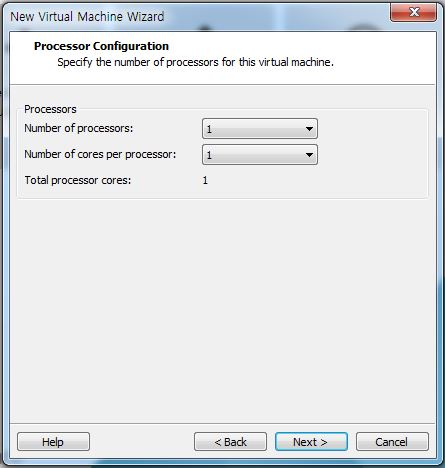 New Virtual Machine Wizard
Processor Configuration
Specify the number of processors for this virtual machine.
Processors
Number of processors: 1
Number of cores per processor: 1
Total processor cores: 1
Help < Back Next > Cancel